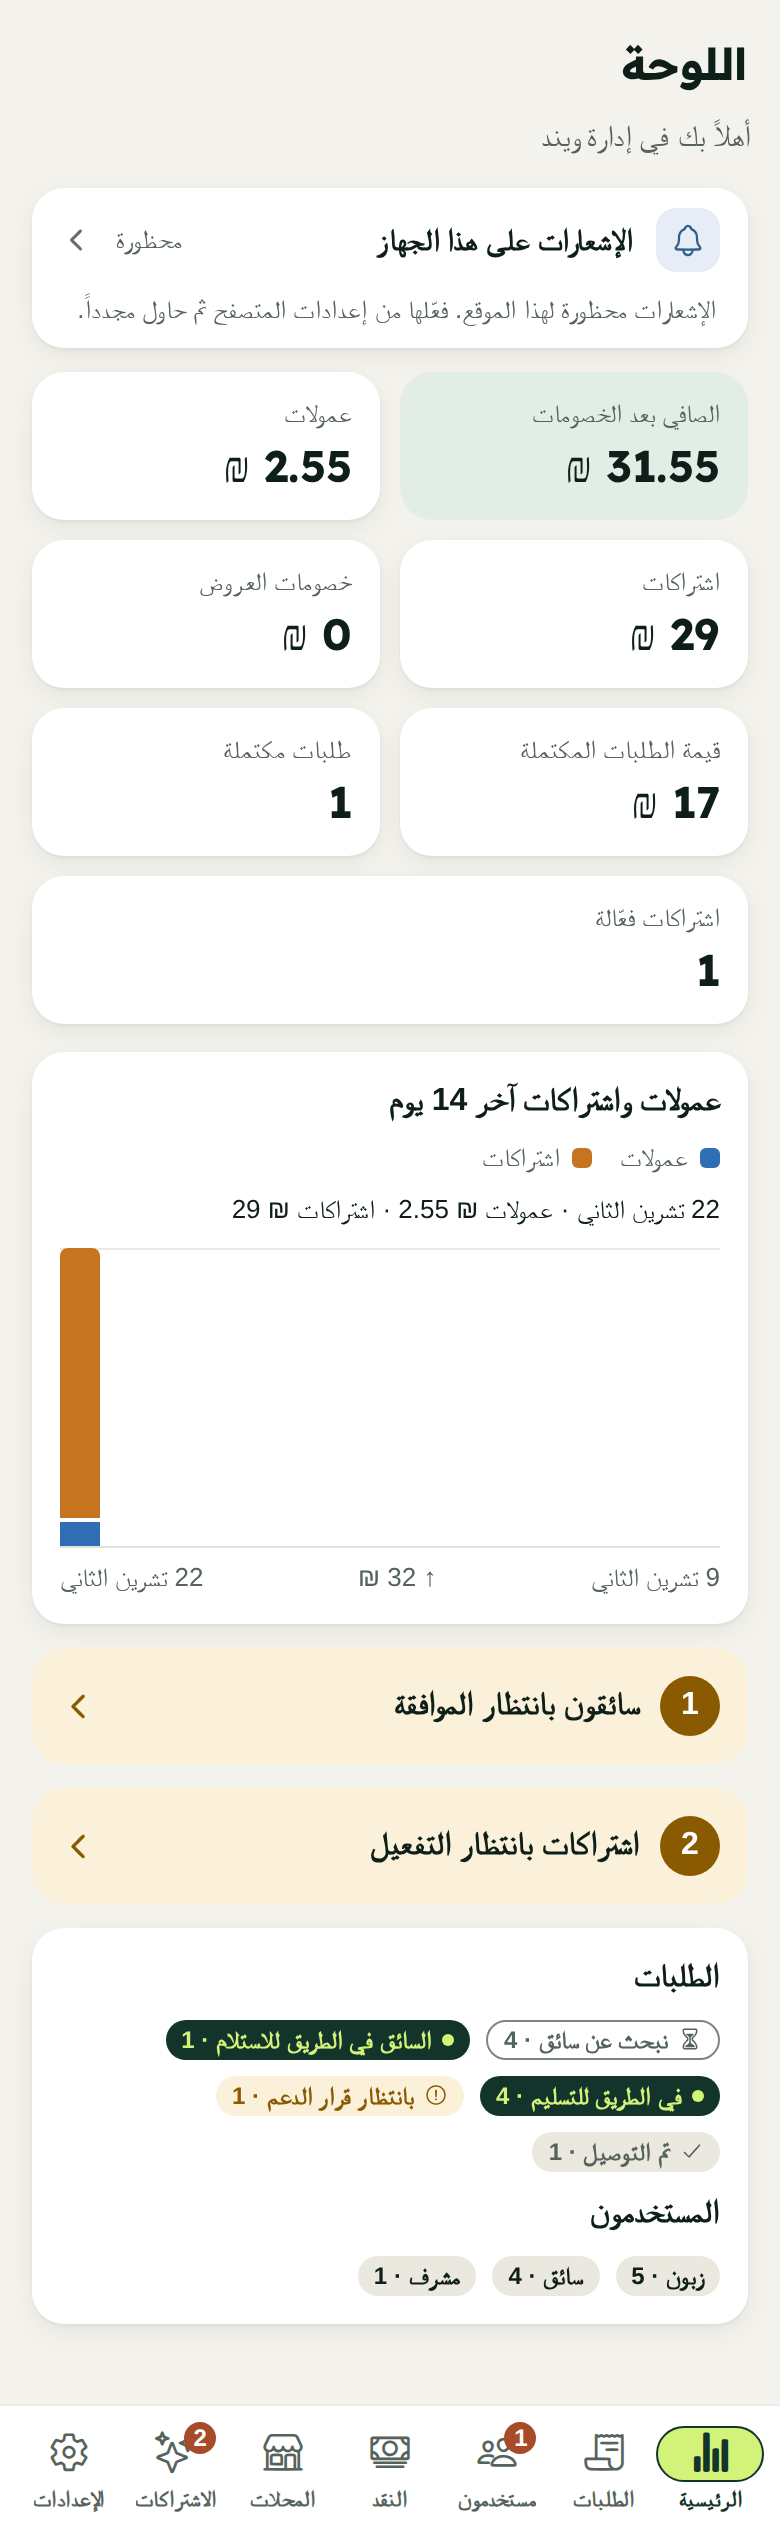 اللوحة
أهلاً بك في إدارة ويند
الإشعارات على هذا الجهاز
محظورة
الإشعارات محظورة لهذا الموقع. فعّلها من إعدادات المتصفح ثم حاول مجدداً.
الصافي بعد الخصومات
31.55 ₪
عمولات
2.55 ₪
اشتراكات
29 ₪
خصومات العروض
0 ₪
قيمة الطلبات المكتملة
17 ₪
طلبات مكتملة
1
اشتراكات فعّالة
1
عمولات واشتراكات آخر 14 يوم
عمولات
اشتراكات
22 تشرين الثاني · عمولات ₪ 2.55 · اشتراكات ₪ 29
9 تشرين الثاني
↑ 32 ₪
22 تشرين الثاني
1
سائقون بانتظار الموافقة
2
اشتراكات بانتظار التفعيل
الطلبات
نبحث عن سائق · 4
السائق في الطريق للاستلام · 1
في الطريق للتسليم · 4
بانتظار قرار الدعم · 1
تم التوصيل · 1
المستخدمون
زبون · 5
سائق · 4
مشرف · 1
الرئيسية
الطلبات
1
مستخدمون
النقد
المحلات
2
الاشتراكات
الإعدادات